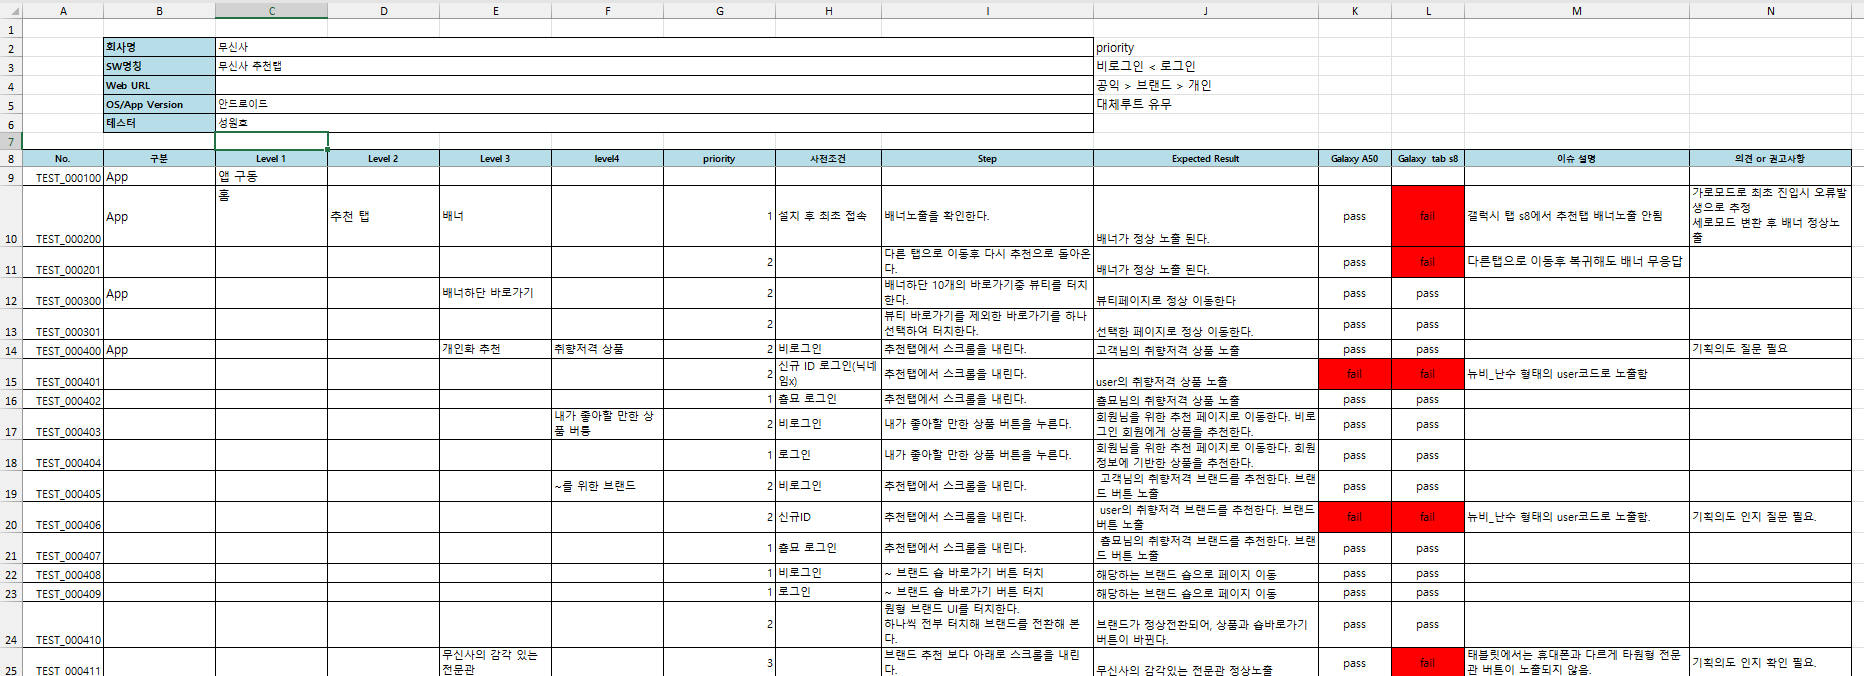 A B C D E F G H I J K L M N
1
2 회사명 무신사 priority
3 SW명칭 무신사 추천탭 비로그인 < 로그인
4 Web URL 공익 > 브랜드 > 개인
5 OS/App Version 안드로이드 대체루트 유무
6 테스터 성원호
7
8 No. 구분 Level 1 Level 2 Level 3 level4 priority 사전조건 Step Expected Result Galaxy A50 Galaxy tab s8 이슈 설명 의견 or 권고사항
9 TEST_000100 App 앱 구동
10 TEST_000200 App 홈 추천 탭 배너 1 설치 후 최초 접속 배너노출을 확인한다. 배너가 정상 노출 된다. pass fail 갤럭시 탭 s8에서 추천탭 배너노출 안됨 가로모드로 최초 진입시 오류발
생으로 추정
세로모드 변환 후 배너 정상노
출
11 TEST_000201 2 다른 탭으로 이동후 다시 추천으로 돌아온
다. 배너가 정상 노출 된다. pass fail 다른탭으로 이동후 복귀해도 배너 무응답
12 TEST_000300 App 배너하단 바로가기 2 배너하단 10개의 바로가기중 뷰티를 터치
한다. 뷰티페이지로 정상 이동한다 pass pass
13 TEST_000301 2 뷰티 바로가기를 제외한 바로가기를 하나
선택하여 터치한다. 선택한 페이지로 정상 이동한다. pass pass
14 TEST_000400 App 개인화 추천 취향저격 상품 2 비로그인 추천탭에서 스크롤을 내린다. 고객님의 취향저격 상품 노출 pass pass 기획의도 질문 필요
15 TEST_000401 2 신규 ID 로그인(닉네
임x) 추천탭에서 스크롤을 내린다. user의 취향저격 상품 노출 fail fail 뉴비_난수 형태의 user코드로 노출함
16 TEST_000402 1 춈묘 로그인 추천탭에서 스크롤을 내린다. 춈묘님의 취향저격 상품 노출 pass pass
17 TEST_000403 내가 좋아할 만한 상
품 버튼 2 비로그인 내가 좋아할 만한 상품 버튼을 누른다. 회원님을 위한 추천 페이지로 이동한다. 비로
그인 회원에게 상품을 추천한다. pass pass
18 TEST_000404 1 로그인 내가 좋아할 만한 상품 버튼을 누른다. 회원님을 위한 추천 페이지로 이동한다. 회원
정보에 기반한 상품을 추천한다. pass pass
19 TEST_000405 ~를 위한 브랜드 2 비로그인 추천탭에서 스크롤을 내린다. 고객님의 취향저격 브랜드를 추천한다. 브랜
드 버튼 노출 pass pass
20 TEST_000406 2 신규ID 추천탭에서 스크롤을 내린다. user의 취향저격 브랜드를 추천한다. 브랜드
버튼 노출 fail fail 뉴비_난수 형태의 user코드로 노출함. 기획의도 인지 질문 필요.
21 TEST_000407 1 춈묘 로그인 추천탭에서 스크롤을 내린다. 춈묘님의 취향저격 브랜드를 추천한다. 브랜
드 버튼 노출 pass pass
22 TEST_000408 1 비로그인 ~ 브랜드 숍 바로가기 버튼 터치 해당하는 브랜드 숍으로 페이지 이동 pass pass
23 TEST_000409 1 로그인 ~ 브랜드 숍 바로가기 버튼 터치 해당하는 브랜드 숍으로 페이지 이동 pass pass
24 TEST_000410 2 원형 브랜드 UI를 터치한다.
하나씩 전부 터치해 브랜드를 전환해 본
다. 브랜드가 정상전환되어, 상품과 숍바로가기
버튼이 바뀐다. pass pass
25 TEST_000411 무신사의 감각 있는
전문관 3 브랜드 추천 보다 아래로 스크롤을 내린
다. 무신사의 감각있는 전문관 정상노출 pass fail 태블릿에서는 휴대폰과 다르게 타원형 전문
관 버튼이 노출되지 않음. 기획의도 인지 확인 필요.